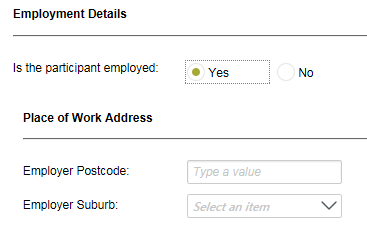 Employment Details
Is the participant employed: Yes No
Place of Work Address
Employer Postcode: Type a value
Employer Suburb: Select an item